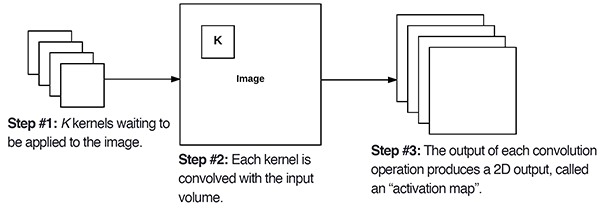 K
Image
Step #1: K kernels waiting to
be applied to the image.
Step #2: Each kernel is
convolved with the input
volume.
Step #3: The output of each convolution
operation produces a 2D output, called
an “activation map”.